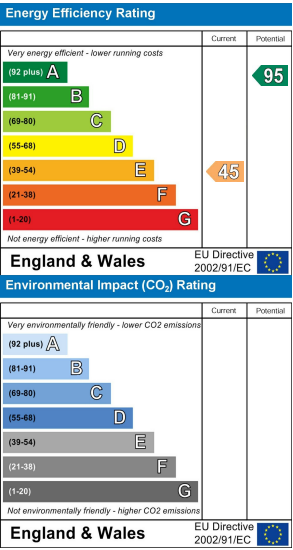 Energy Efficiency Rating
Current Potential
Very energy efficient - lower running costs
(92 plus) A
95
(81-91) B
(69-80) C
(55-68) D
(39-54) E
45
(21-38) F
(1-20) G
Not energy efficient - higher running costs
England & Wales
EU Directive
2002/91/EC
Environmental Impact (CO₂) Rating
Current Potential
Very environmentally friendly - lower CO2 emissions
(92 plus) A
(81-91) B
(69-80) C
(55-68) D
(39-54) E
(21-38) F
(1-20) G
Not environmentally friendly - higher CO2 emissions
England & Wales
EU Directive
2002/91/EC